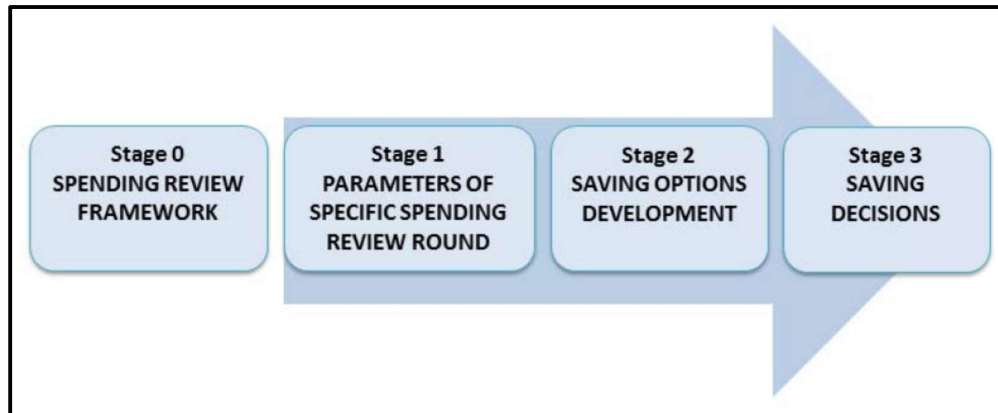 Stage 0
SPENDING REVIEW
FRAMEWORK
Stage 1
PARAMETERS OF
SPECIFIC SPENDING
REVIEW ROUND
Stage 2
SAVING OPTIONS
DEVELOPMENT
Stage 3
SAVING
DECISIONS